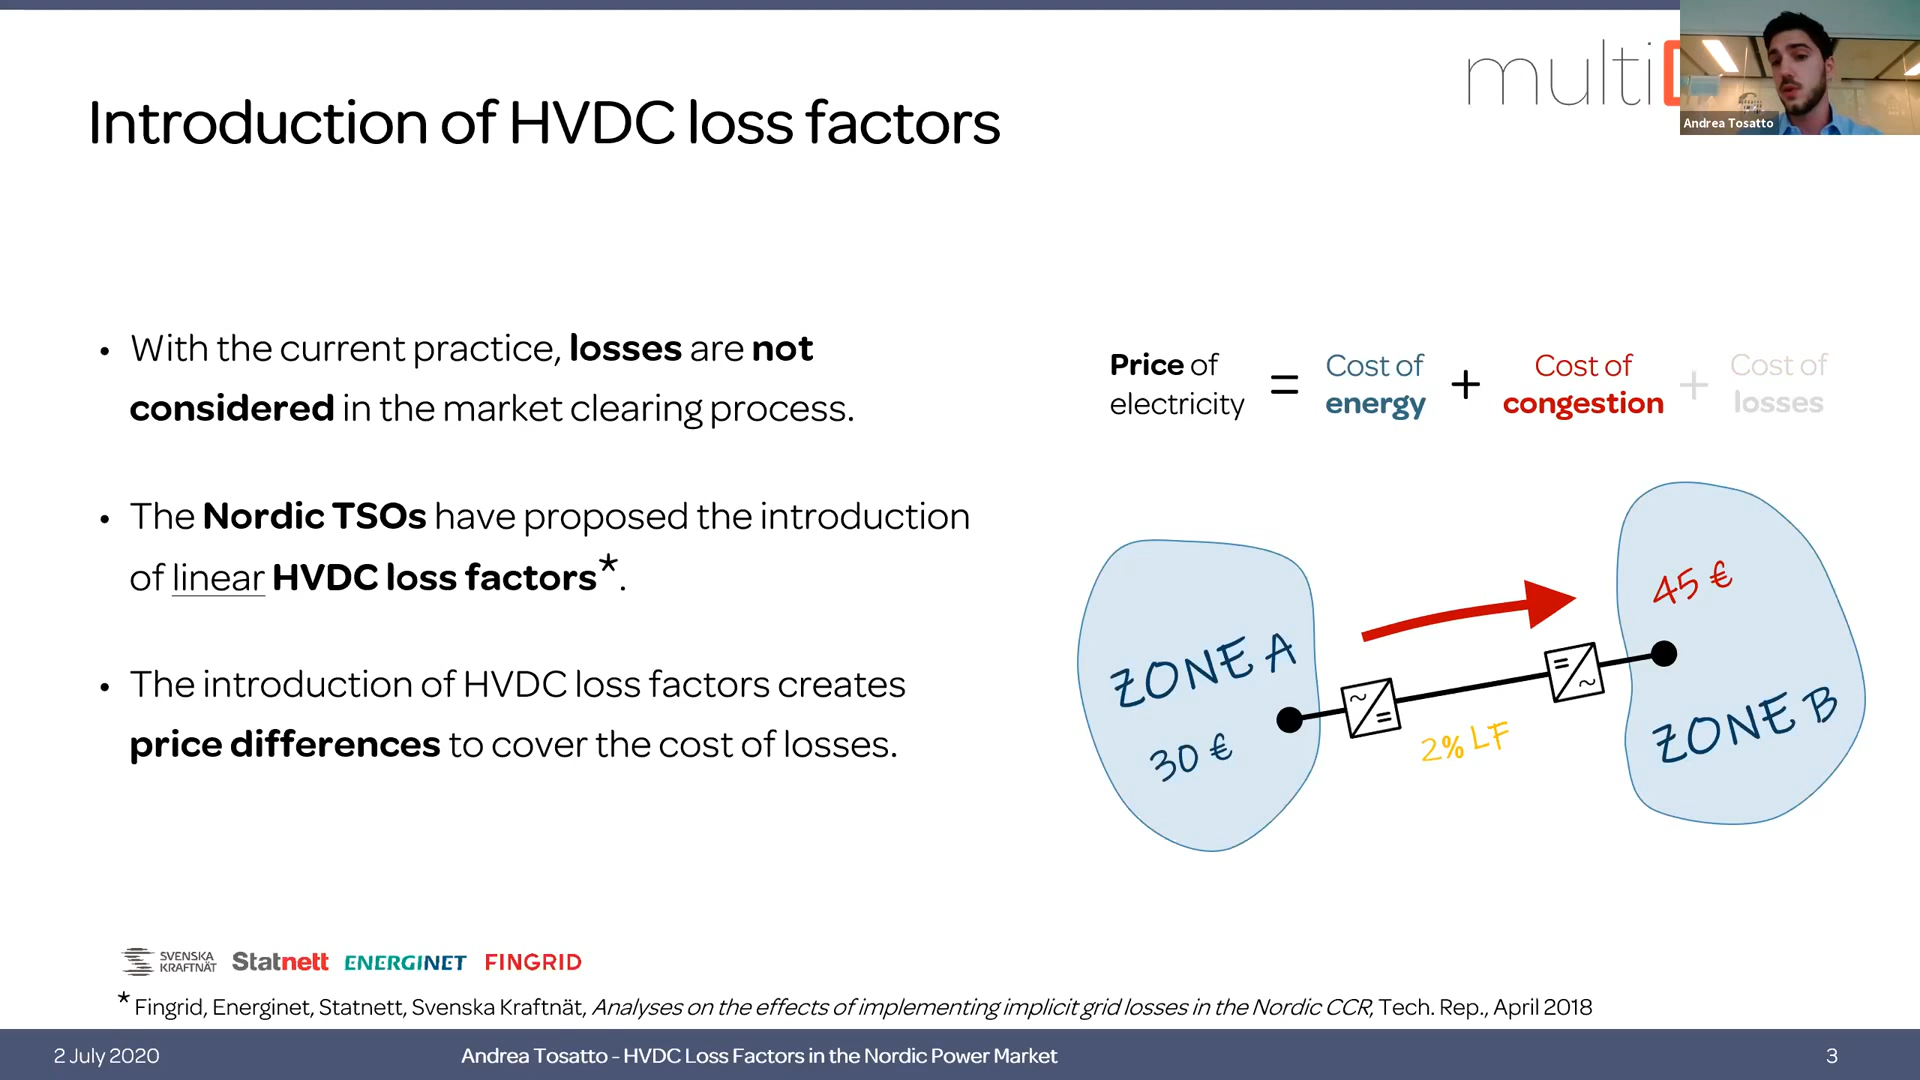 multi
Andrea Tosatto
Introduction of HVDC loss factors
• With the current practice, losses are not
considered in the market clearing process.
• The Nordic TSOs have proposed the introduction
of linear HVDC loss factors*.
• The introduction of HVDC loss factors creates
price differences to cover the cost of losses.
Price of electricity = Cost of energy + Cost of congestion + Cost of losses
45 €
ZONE A
30 €
2% LF
ZONE B
SVENSKA KRAFTNÄT Statnett ENERGINET FINGRID
* Fingrid, Energinet, Statnett, Svenska Kraftnät, Analyses on the effects of implementing implicit grid losses in the Nordic CCR, Tech. Rep., April 2018
2 July 2020 Andrea Tosatto - HVDC Loss Factors in the Nordic Power Market 3